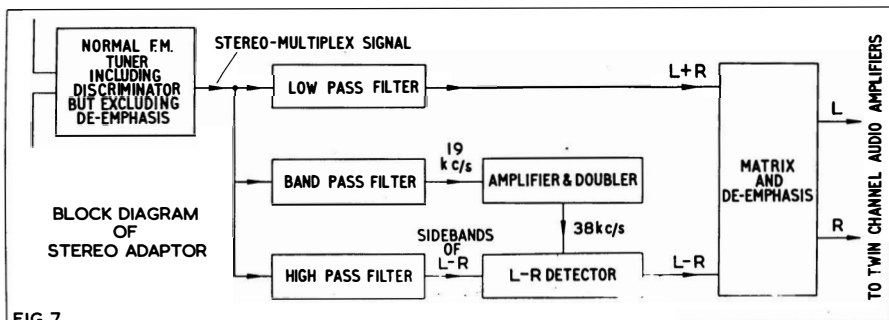 NORMAL F.M.
TUNER
INCLUDING
DISCRIMINATOR
BUT EXCLUDING
DE-EMPHASIS
STEREO-MULTIPLEX SIGNAL
LOW PASS FILTER
L+R
BAND PASS FILTER
19
kc/s
AMPLIFIER & DOUBLER
38kc/s
HIGH PASS FILTER
SIDEBANDS
OF
L-R
L-R DETECTOR
L-R
MATRIX
AND
DE-EMPHASIS
L
R
TO TWIN CHANNEL AUDIO AMPLIFIERS
BLOCK DIAGRAM
OF
STEREO ADAPTOR
FIG 7